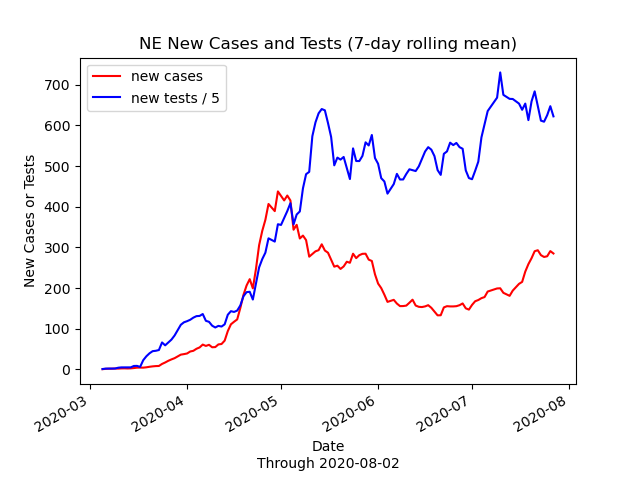 NE New Cases and Tests (7-day rolling mean)
new cases
new tests / 5
New Cases or Tests
700
600
500
400
300
200
100
0
2020-03
2020-04
2020-05
2020-06
2020-07
2020-08
Date
Through 2020-08-02